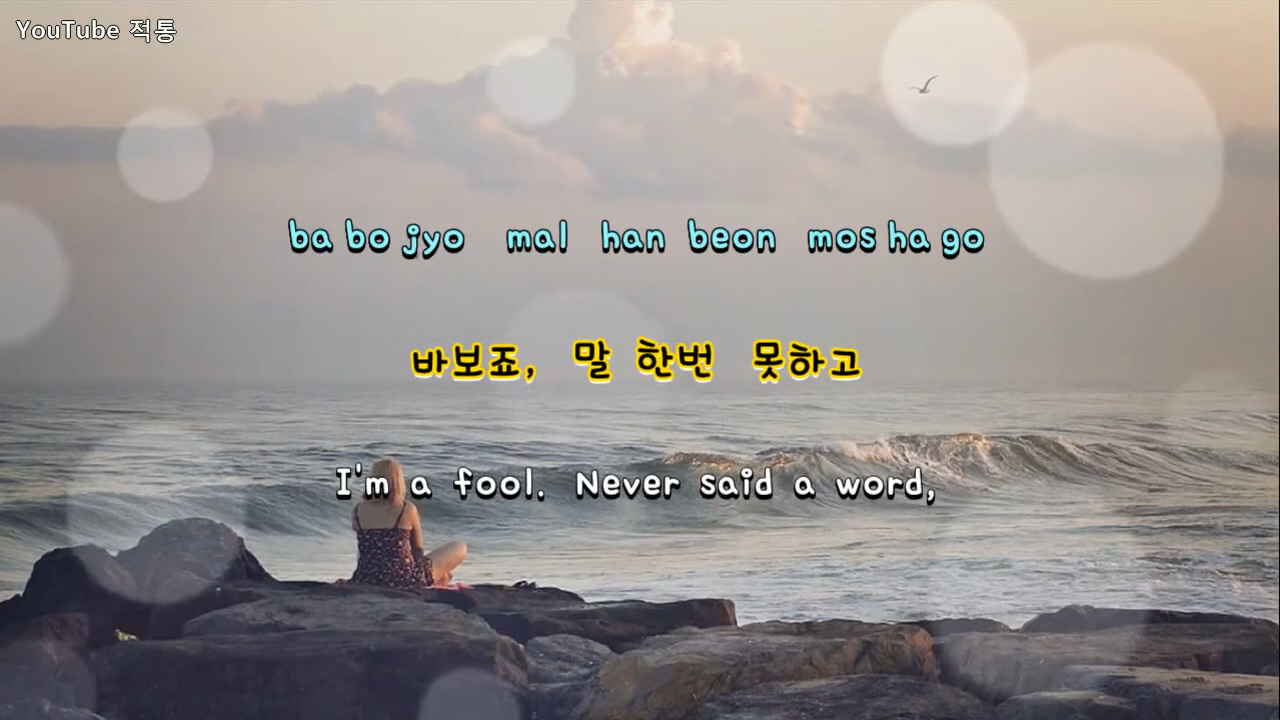 YouTube 적통
ba bo jyo mal han beon mos ha go
바보죠, 말 한번 못하고
I'm a fool. Never said a word,